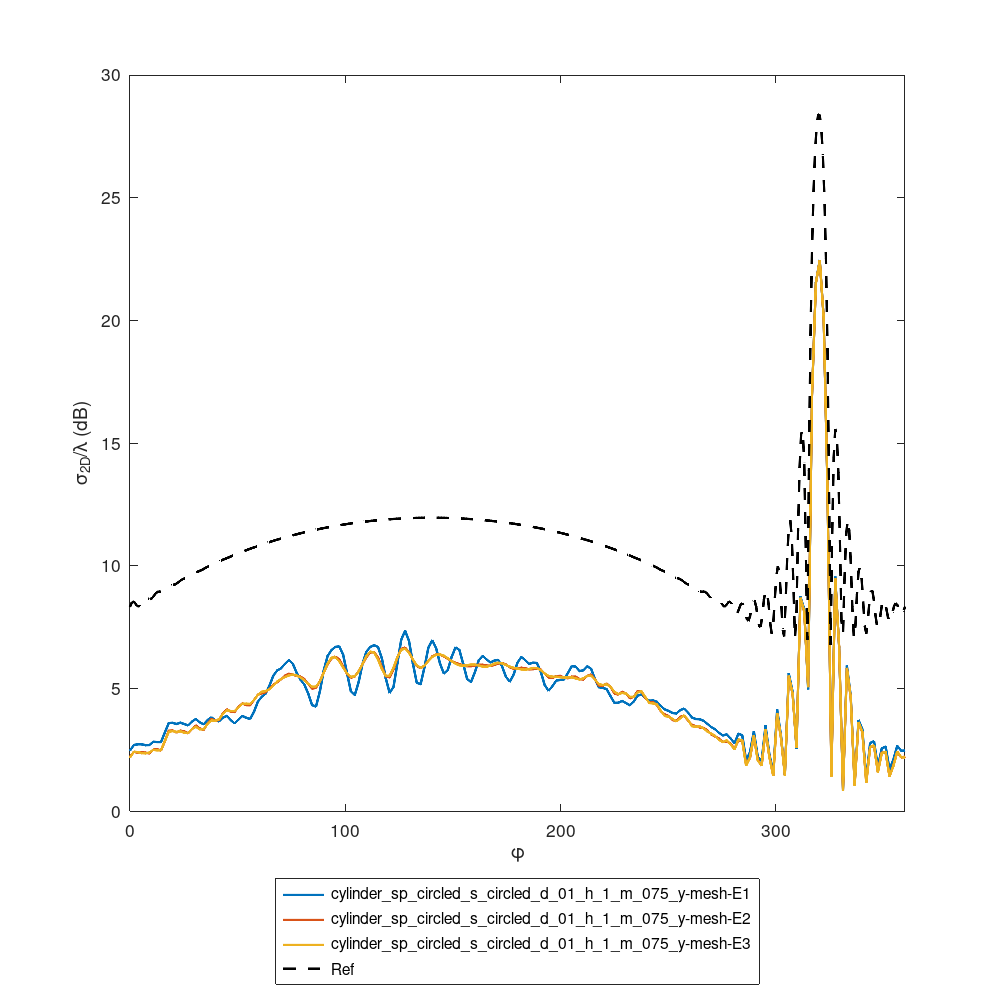 30
25
20
15
10
5
0
σ2D/λ (dB)
0 100 200 300
φ
cylinder_sp_circled_s_circled_d_01_h_1_m_075_y-mesh-E1
cylinder_sp_circled_s_circled_d_01_h_1_m_075_y-mesh-E2
cylinder_sp_circled_s_circled_d_01_h_1_m_075_y-mesh-E3
Ref